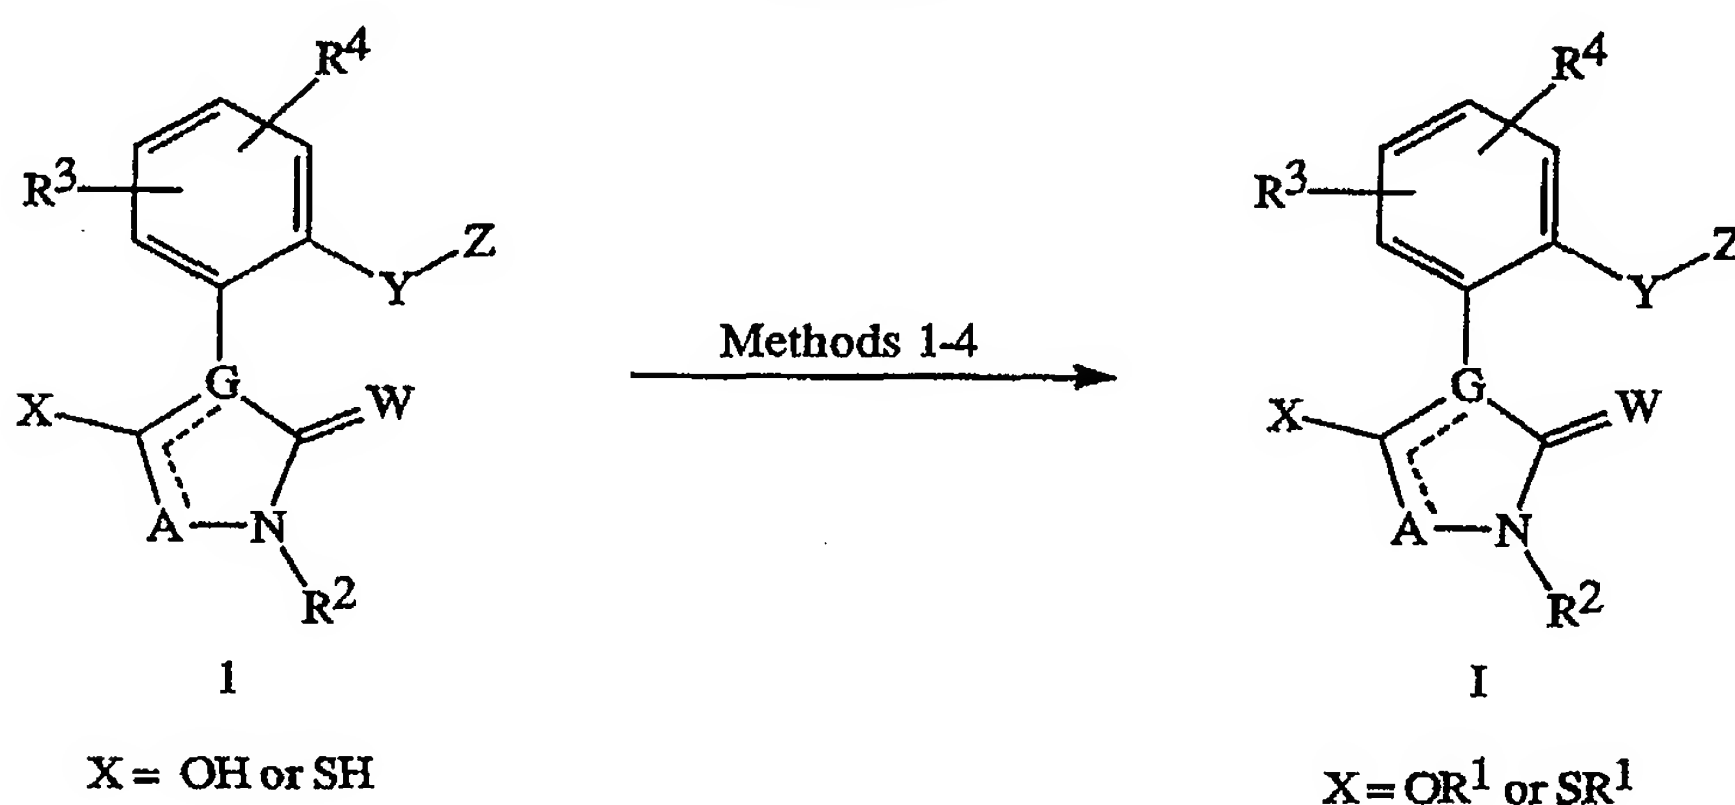 R4 R4
R3 R3
Z Z
Y Y
Methods 1-4
G G
X W X W
A N A N
R2 R2
1 I
X = OH or SH X = OR1 or SR1